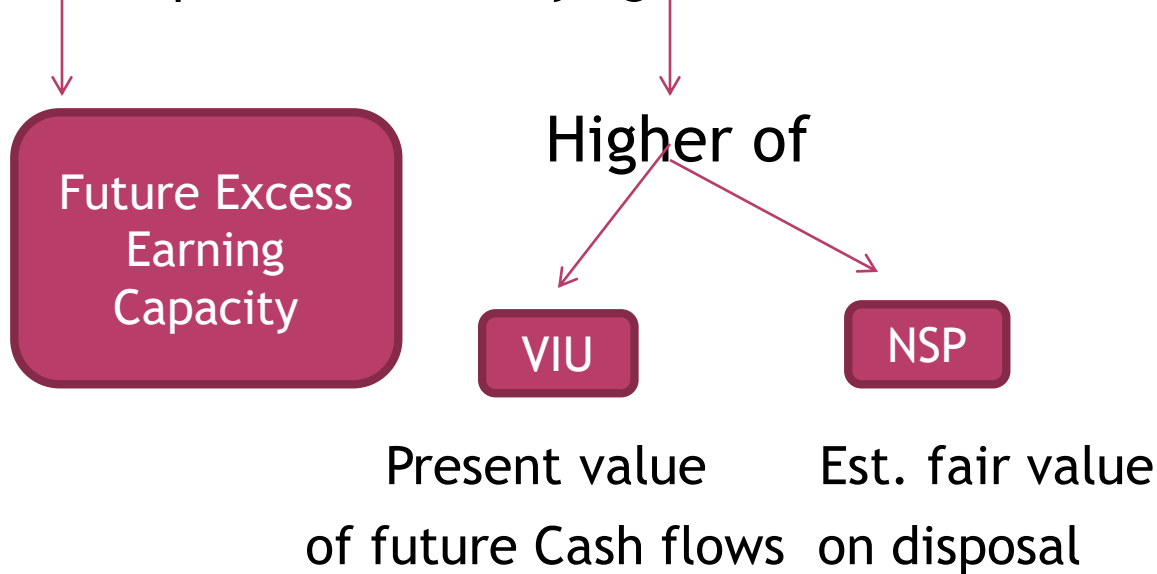 Higher of
Future Excess
Earning
Capacity
VIU
NSP
Present value
of future Cash flows
Est. fair value
on disposal